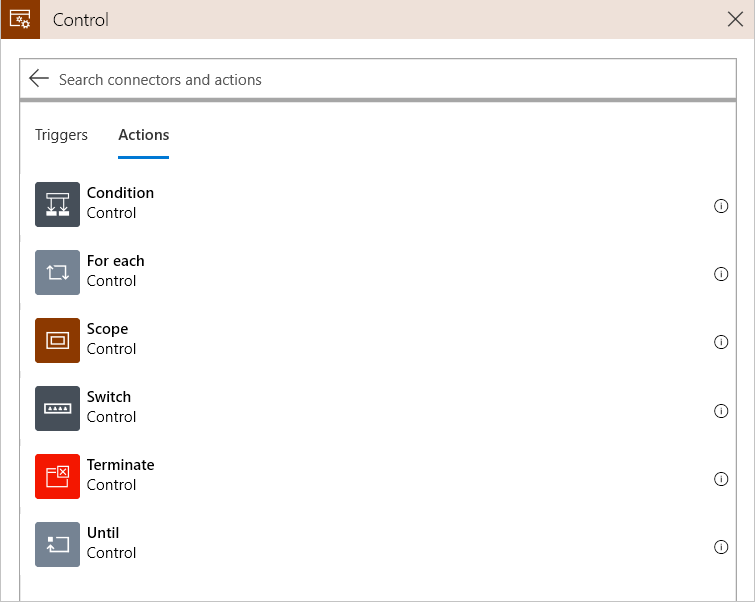 Control
Search connectors and actions
Triggers Actions
Condition
Control
For each
Control
Scope
Control
Switch
Control
Terminate
Control
Until
Control